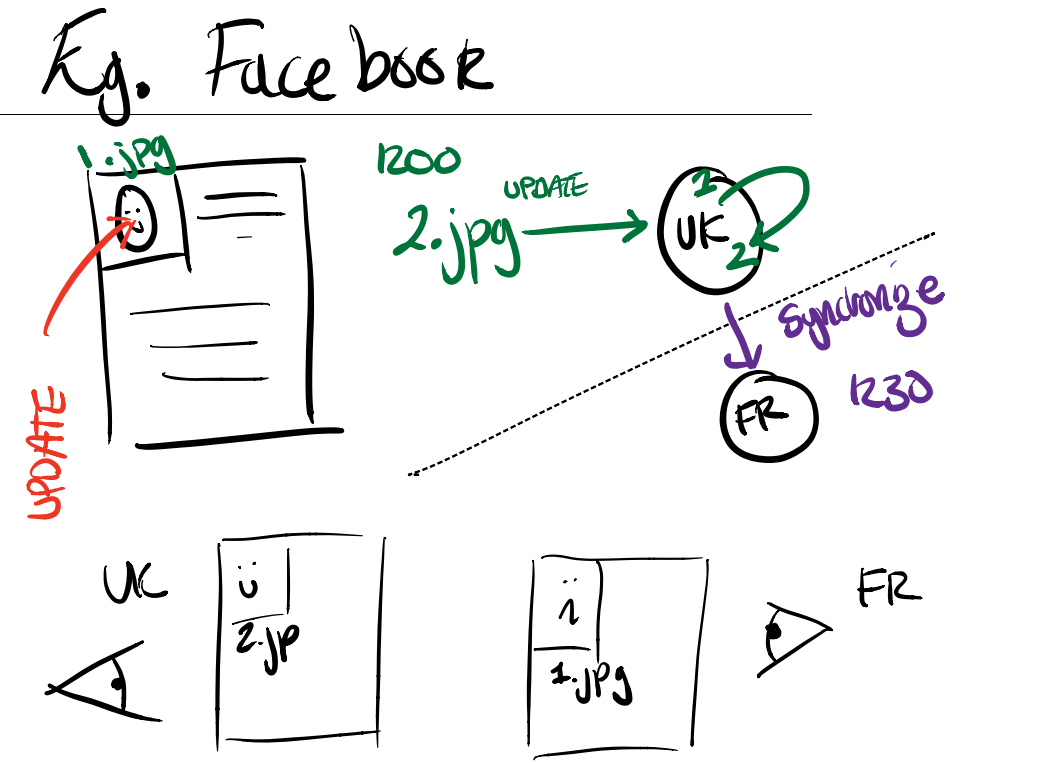 Eg. Facebook
1.jpg
1200
UPDATE
2.jpg
1
UK
2
Synchronize
FR
1230
UPDATE
UK
2.jp
1.jpg
FR